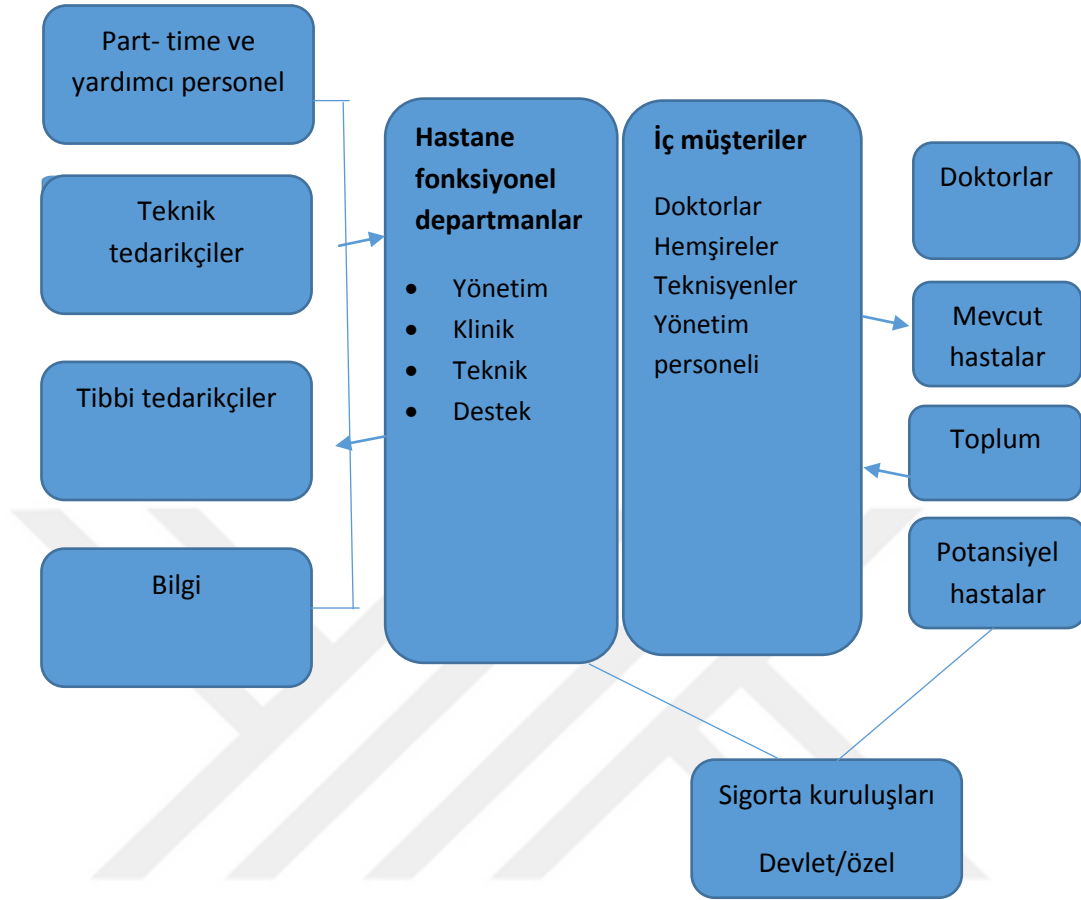 Part- time ve
yardımcı personel
Teknik
tedarikçiler
Tibbi tedarikçiler
Bilgi
Hastane
fonksiyonel
departmanlar
• Yönetim
• Klinik
• Teknik
• Destek
İç müşteriler
Doktorlar
Hemşireler
Teknisyenler
Yönetim
personeli
Doktorlar
Mevcut
hastalar
Toplum
Potansiyel
hastalar
Sigorta kuruluşları
Devlet/özel